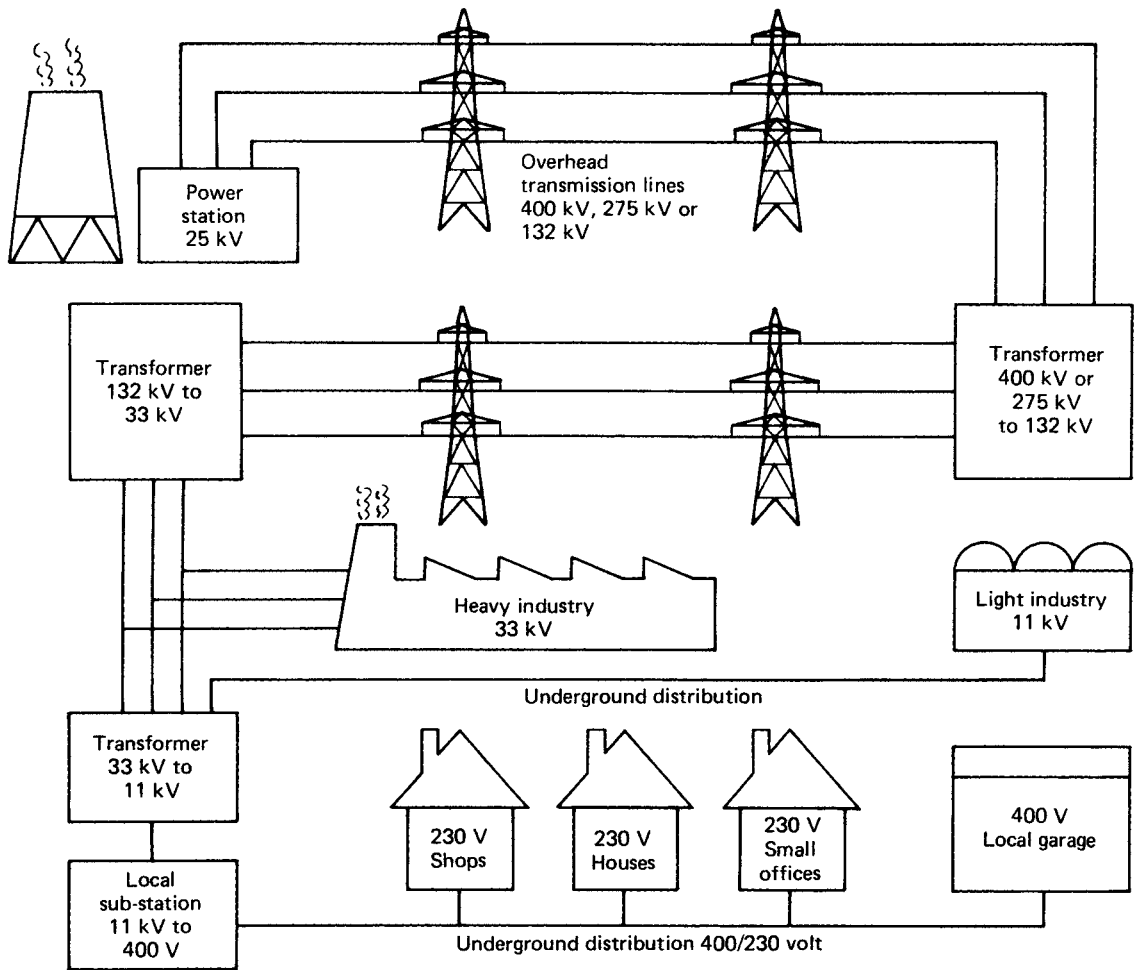 Power
station
25 kV
Overhead
transmission lines
400 kV, 275 kV or
132 kV
Transformer
132 kV to
33 kV
Transformer
400 kV or
275 kV
to 132 kV
Heavy industry
33 kV
Light industry
11 kV
Underground distribution
Transformer
33 kV to
11 kV
230 V
Shops
230 V
Houses
230 V
Small
offices
400 V
Local garage
Local
sub-station
11 kV to
400 V
Underground distribution 400/230 volt